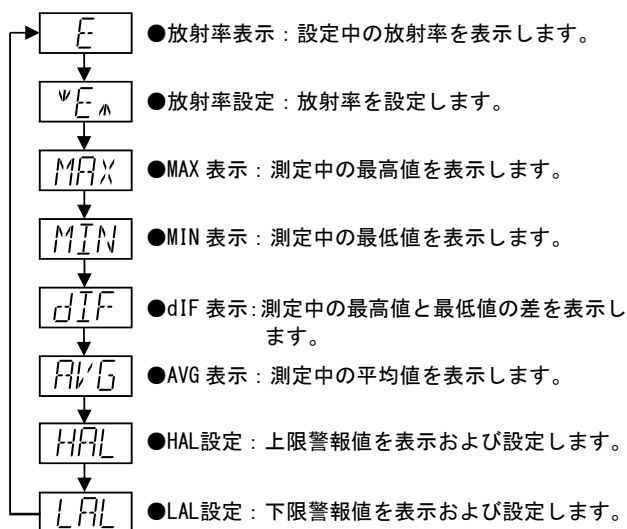 E ●放射率表示：設定中の放射率を表示します。
E ●放射率設定：放射率を設定します。
MAX ●MAX 表示：測定中の最高値を表示します。
MIN ●MIN 表示：測定中の最低値を表示します。
dIF ●dIF 表示：測定中の最高値と最低値の差を表示し
ます。
AVG ●AVG 表示：測定中の平均値を表示します。
HAL ●HAL設定：上限警報値を表示および設定します。
LAL ●LAL設定：下限警報値を表示および設定します。